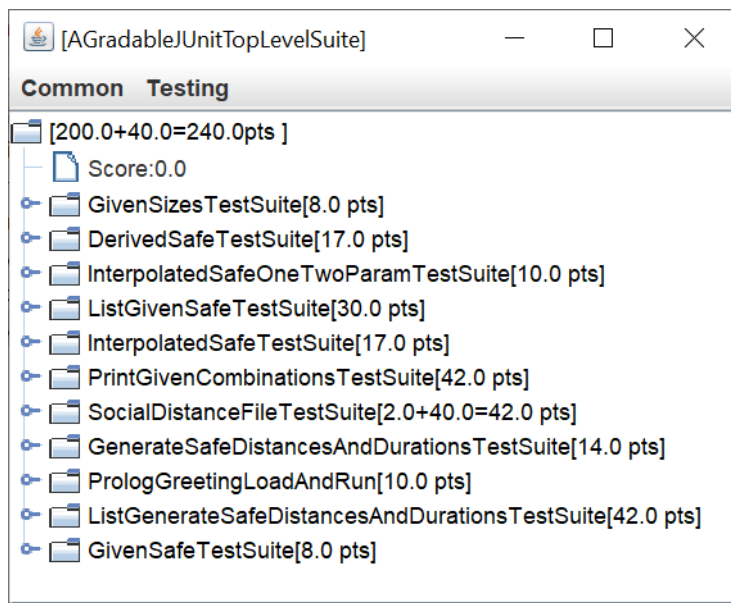 [AGradableJUnitTopLevelSuite]
Common Testing
[200.0+40.0=240.0pts ]
Score:0.0
GivenSizesTestSuite[8.0 pts]
DerivedSafeTestSuite[17.0 pts]
InterpolatedSafeOneTwoParamTestSuite[10.0 pts]
ListGivenSafeTestSuite[30.0 pts]
InterpolatedSafeTestSuite[17.0 pts]
PrintGivenCombinationsTestSuite[42.0 pts]
SocialDistanceFileTestSuite[2.0+40.0=42.0 pts]
GenerateSafeDistancesAndDurationsTestSuite[14.0 pts]
PrologGreetingLoadAndRun[10.0 pts]
ListGenerateSafeDistancesAndDurationsTestSuite[42.0 pts]
GivenSafeTestSuite[8.0 pts]